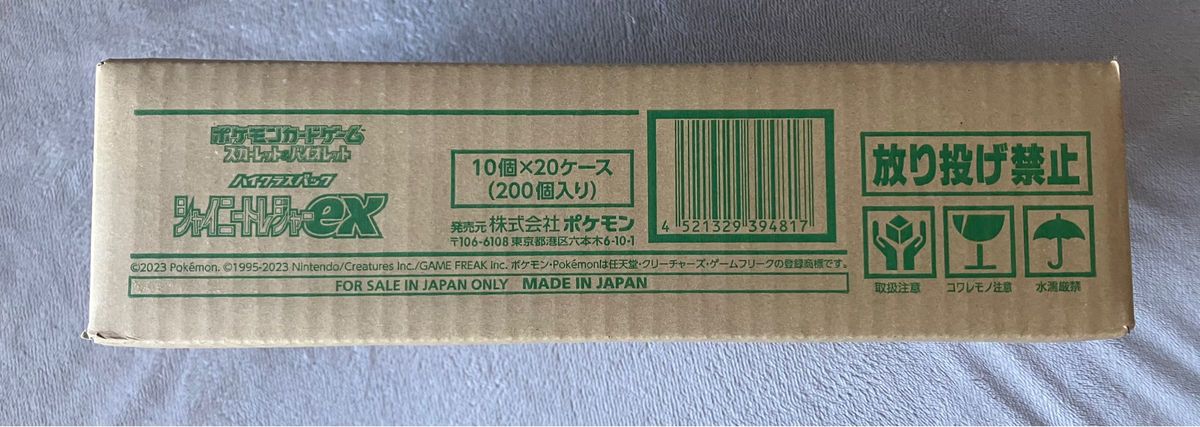 ポケモンカードゲーム
スカーレット&バイオレット
ハイクラスパック
シャイニートレジャーex
10個×20ケース
(200個入り)
発売元 株式会社 ポケモン
〒106-6108 東京都港区六本木6-10-1
4 521329 394817
放り投げ禁止
取扱注意
コワレモノ注意
水濡厳禁
©2023 Pokémon. ©1995-2023 Nintendo/Creatures Inc./GAME FREAK inc. ポケモン・Pokémonは任天堂・クリーチャーズ・ゲームフリークの登録商標です。
FOR SALE IN JAPAN ONLY MADE IN JAPAN